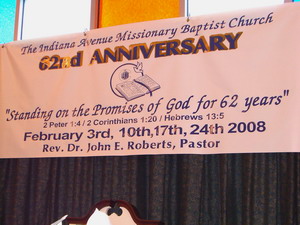 The Indiana Avenue Missionary Baptist Church
62nd ANNIVERSARY
"Standing on the Promises of God for 62 years"
2 Peter 1:4 / 2 Corinthians 1:20 / Hebrews 13:5
February 3rd, 10th,17th, 24th 2008
Rev. Dr. John E. Roberts, Pastor